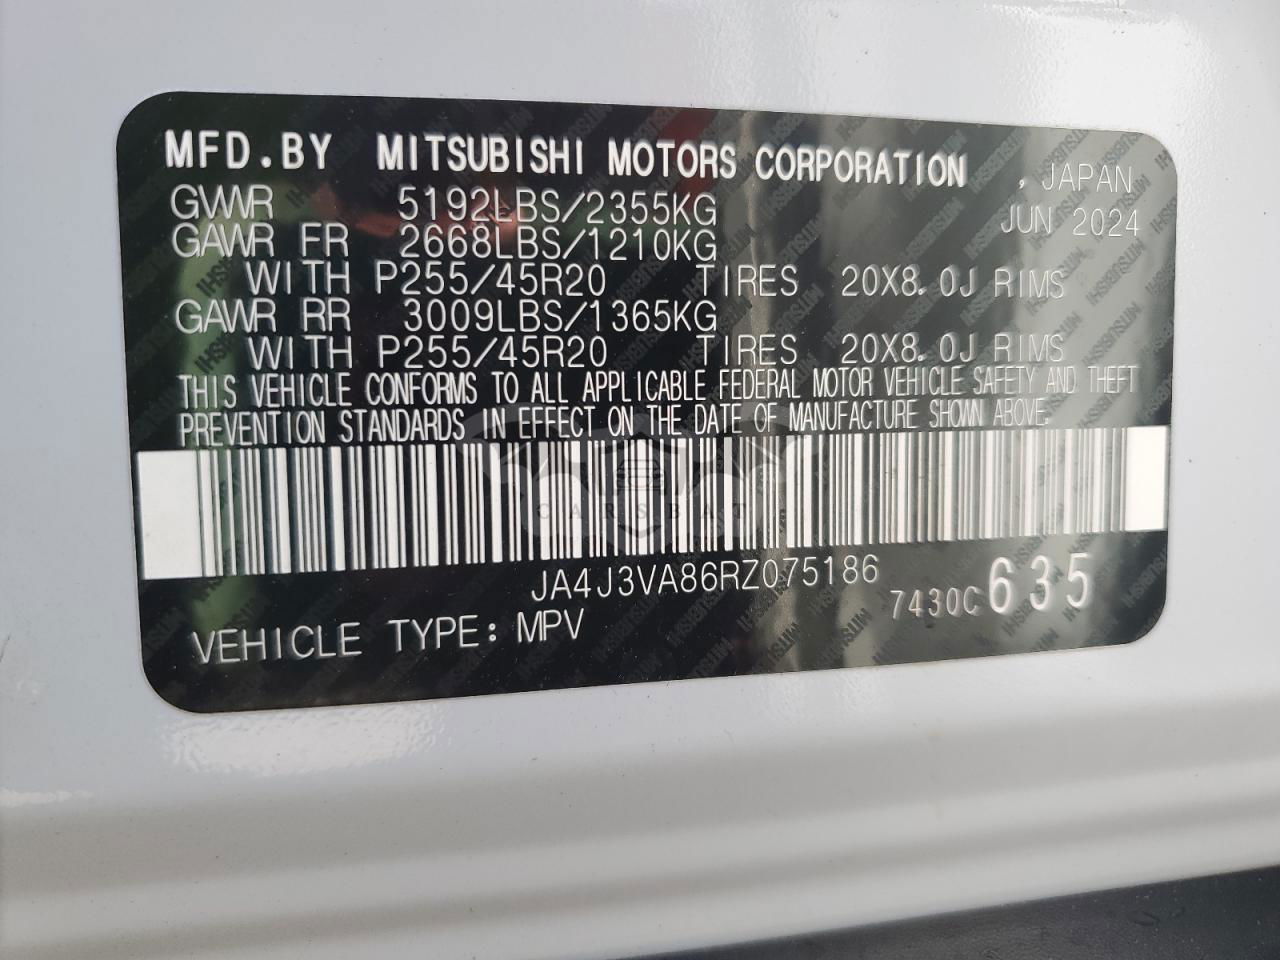 MFD.BY MITSUBISHI MOTORS CORPORATION , JAPAN
GVWR 5192LBS/2355KG JUN 2024
GAWR FR 2668LBS/1210KG
WITH P255/45R20 TIRES 20X8.0J RIMS
GAWR RR 3009LBS/1365KG
WITH P255/45R20 TIRES 20X8.0J RIMS
THIS VEHICLE CONFORMS TO ALL APPLICABLE FEDERAL MOTOR VEHICLE SAFETY AND THEFT
PREVENTION STANDARDS IN EFFECT ON THE DATE OF MANUFACTURE SHOWN ABOVE.
CARSBAT
JA4J3VA86RZ075186
7430C 635
VEHICLE TYPE: MPV